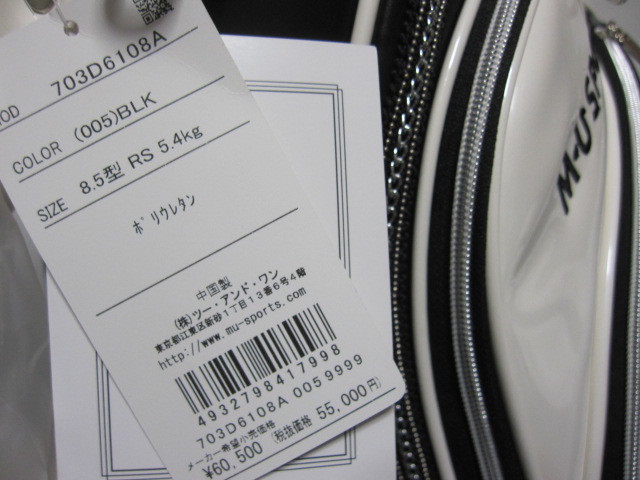 703D6108A
COLOR (005)BLK
SIZE 8.5型 RS 5.4kg
ポリウレタン
中国製
(株)ツー・アンド・ワン
東京都江東区新砂1丁目13番6号4階
http://www.mu-sports.com
4932798417998
703D6108A 005 9999
メーカー希望小売価格
¥60,500 (税抜価格 55,000円)
M·U·S